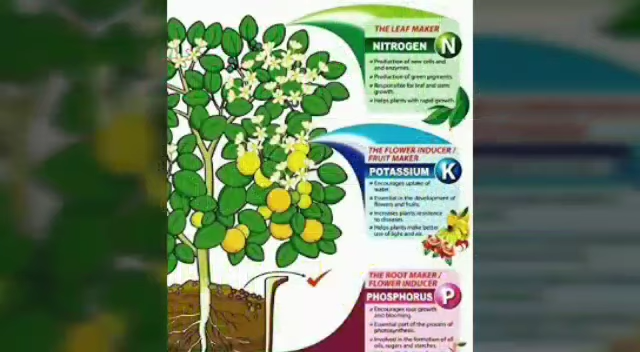 THE LEAF MAKER
NITROGEN N
Production of new cells and
and enzymes.
Production of green pigments.
Responsible for leaf and stem
growth.
Helps plants with rapid growth.
THE FLOWER INDUCER /
FRUIT MAKER
POTASSIUM K
Encourages uptake of
water.
Essential in the development of
flowers and fruits.
Increases plants resistence
to diseases.
Helps plants make better
use of light and air.
THE ROOT MAKER /
FLOWER INDUCER
PHOSPHORUS P
Encourages root growth
and blooming.
Essential part of the process of
photosynthesis.
Involved in the formation of all
oils, sugars and starches.